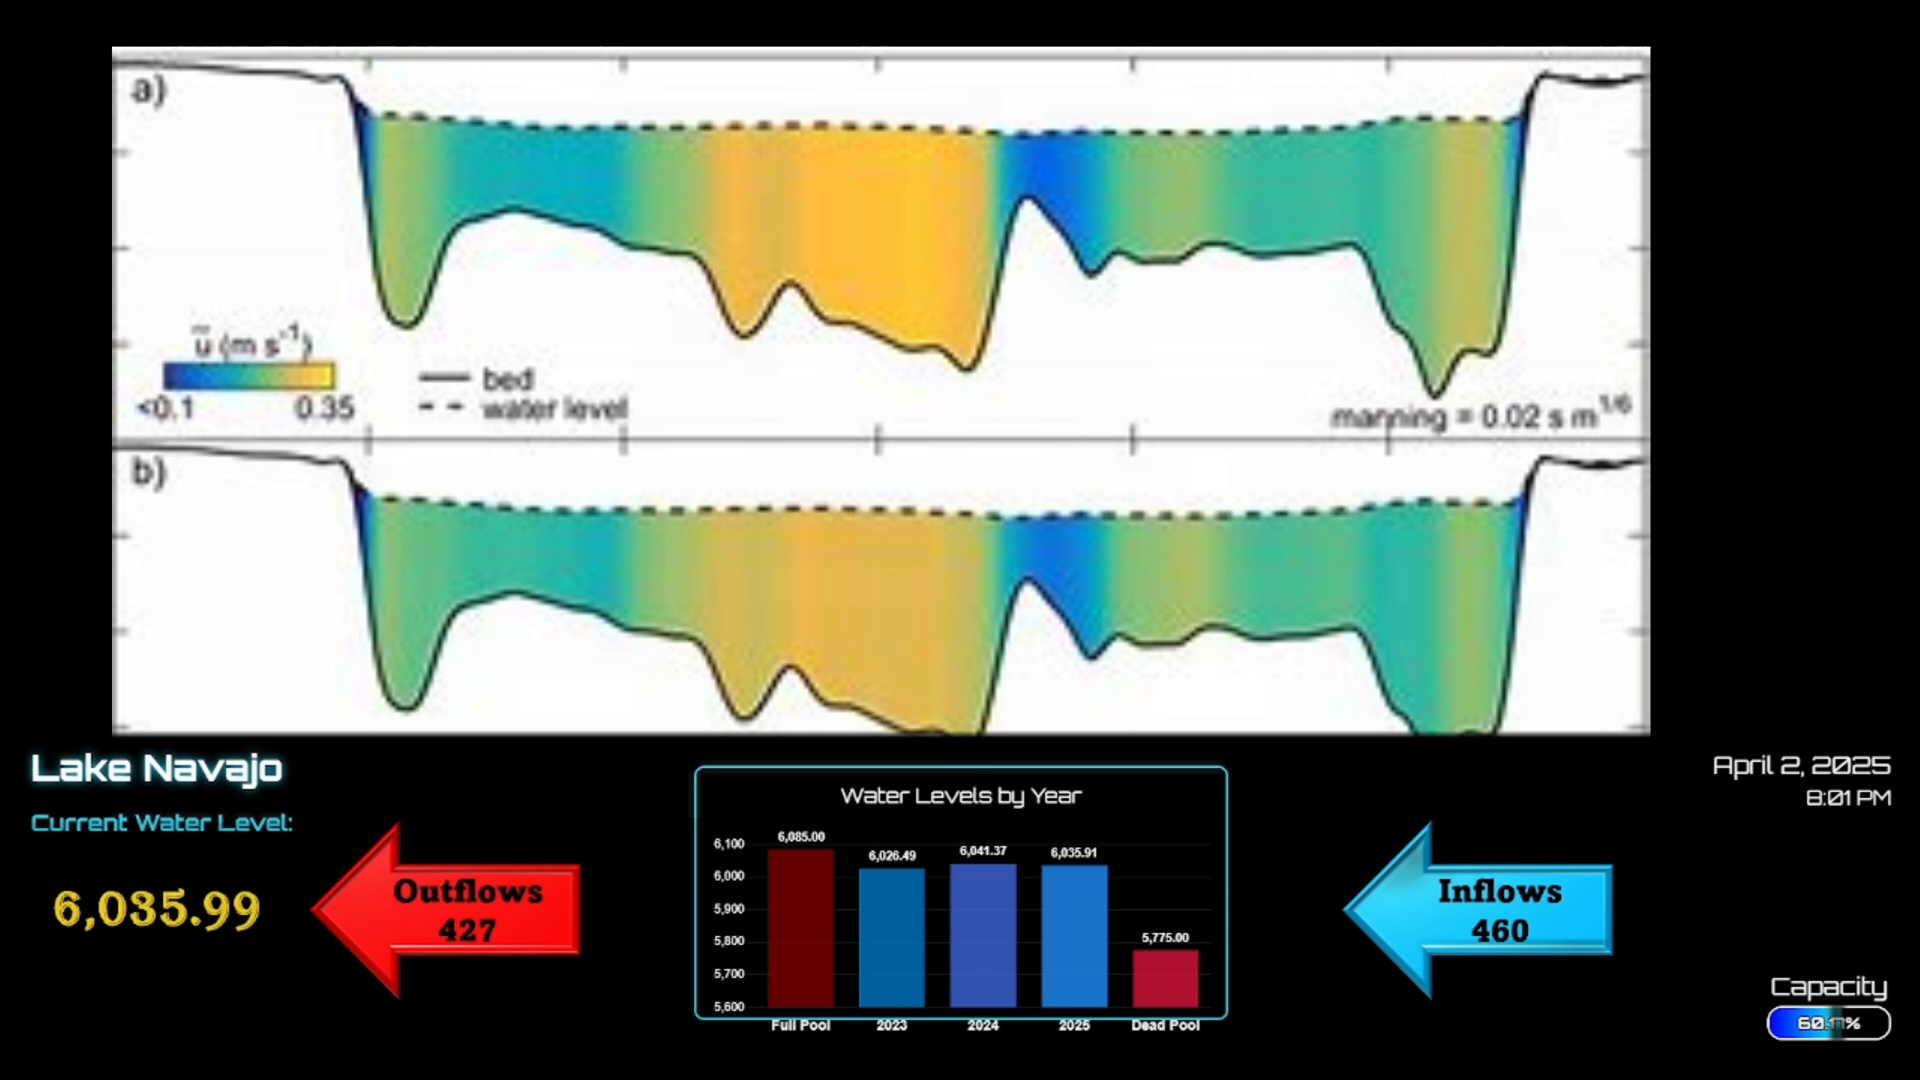 a)
ũ (m s⁻¹)
<0.1 0.35
bed
water level
manning = 0.02 s m^1/6
b)
Lake Navajo
Current Water Level:
6,035.99
Outflows
427
Water Levels by Year
6,100
6,000
5,900
5,800
5,700
5,600
6,085.00
6,026.49
6,041.37
6,035.91
5,775.00
Full Pool 2023 2024 2025 Dead Pool
Inflows
460
April 2, 2025
8:01 PM
Capacity